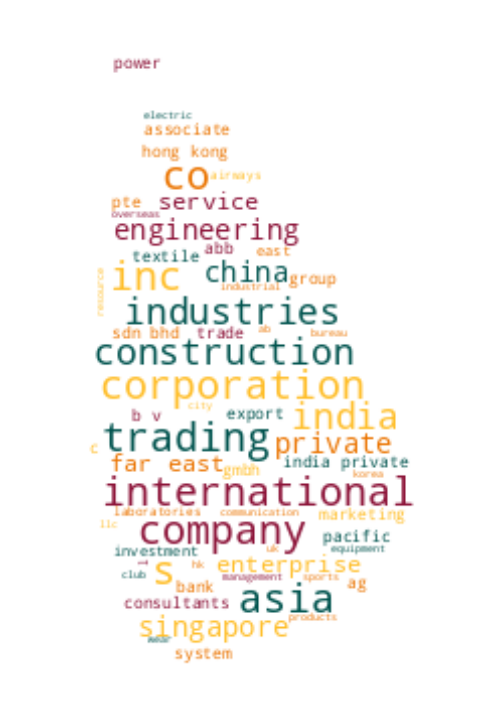 power
electric
associate
hong kong
co airways
pte service
overseas
engineering
textile abb east
inc china group
resource industrial
industries
sdn bhd trade ab bureau
construction
corporation
city
b v export india
trading private
c far east gmbh india private
korea
international
laboratories communication marketing
llc company pacific
investment uk equipment
s hk enterprise
club management sports
bank ag
consultants asia
singapore products
wear
system